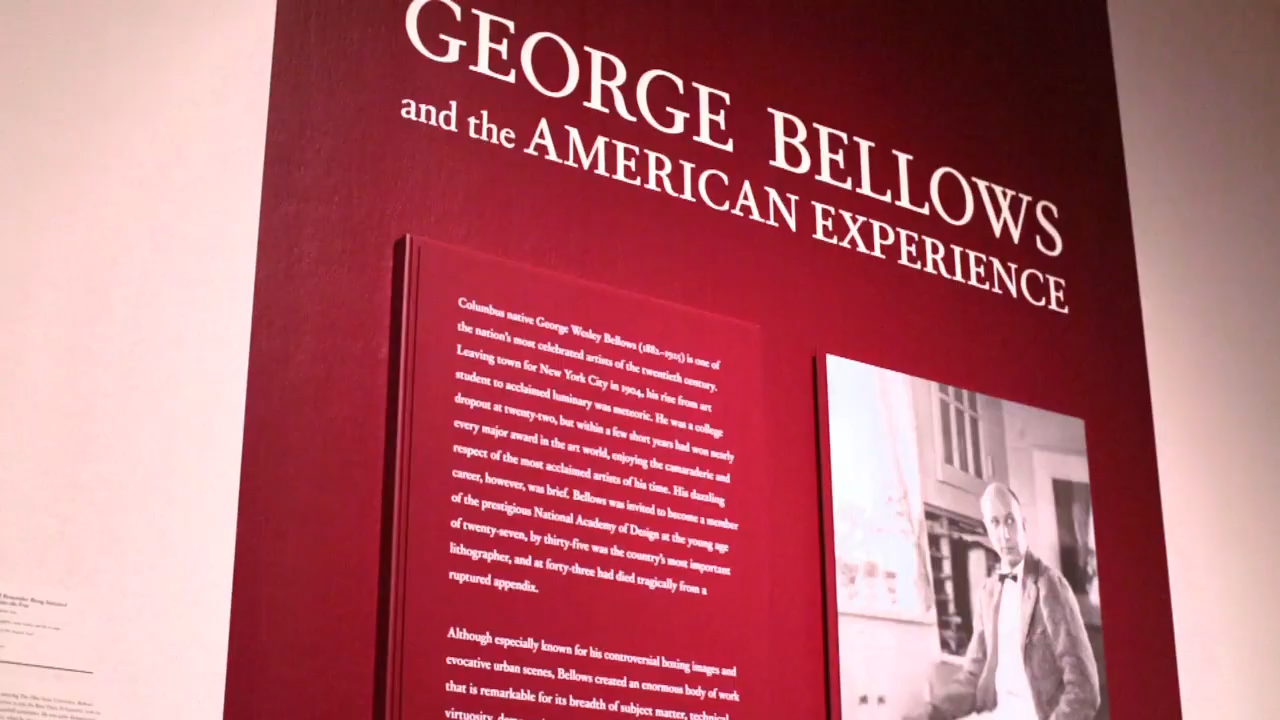 GEORGE BELLOWS
and the AMERICAN EXPERIENCE
Columbus native George Wesley Bellows (1882–1925) is one of
the nation's most celebrated artists of the twentieth century.
Leaving town for New York City in 1904, his rise from art
student to acclaimed luminary was meteoric. He was a college
dropout at twenty-two, but within a few short years had won nearly
every major award in the art world, enjoying the camaraderie and
respect of the most acclaimed artists of his time. His dazzling
career, however, was brief. Bellows was invited to become a member
of the prestigious National Academy of Design at the young age
of twenty-seven, by thirty-five was the country's most important
lithographer, and at forty-three had died tragically from a
ruptured appendix.
Although especially known for his controversial boxing images and
evocative urban scenes, Bellows created an enormous body of work
that is remarkable for its breadth of subject matter, technical
virtuosity,